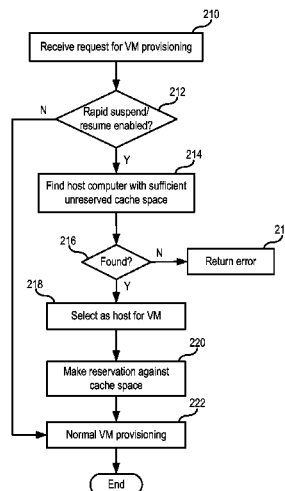 210
Receive request for VM provisioning
212
N
Rapid suspend/
resume enabled?
Y
214
Find host computer with sufficient
unreserved cache space
216
Found?
N
21
Return error
218
Y
Select as host for VM
220
Make reservation against
cache space
222
Normal VM provisioning
End